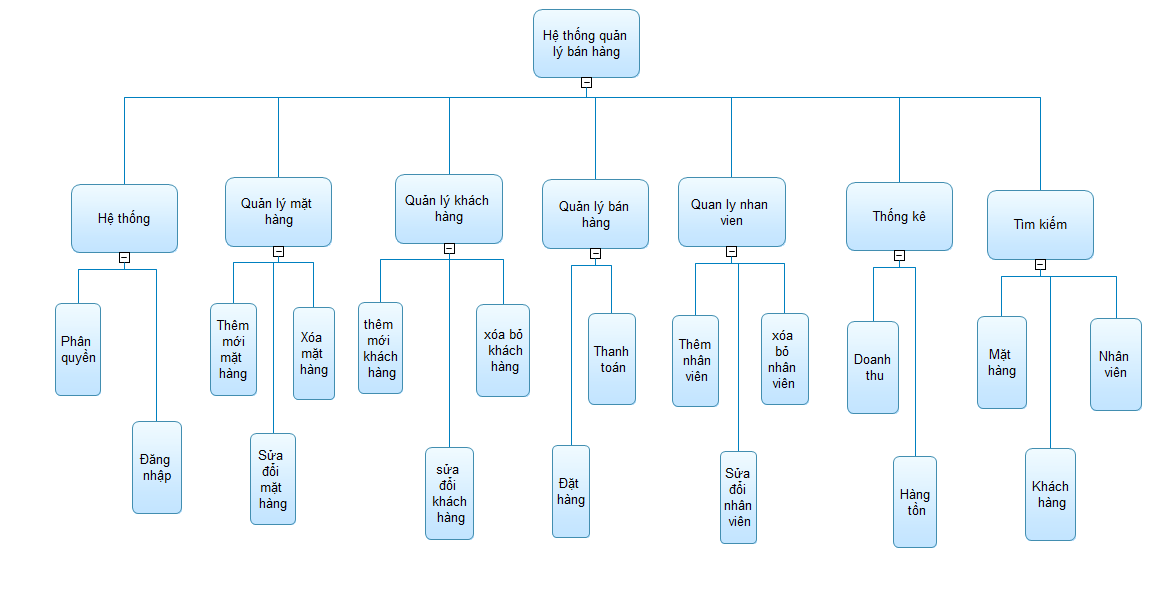 Hệ thống quản
lý bán hàng
Hệ thống
Quản lý mặt
hàng
Quản lý khách
hàng
Quản lý bán
hàng
Quan ly nhan
vien
Thống kê
Tìm kiếm
Phân
quyền
Đăng
nhập
Thêm
mới
mặt
hàng
Sửa
đổi
mặt
hàng
Xóa
mặt
hàng
thêm
mới
khách
hàng
sửa
đổi
khách
hàng
xóa bỏ
khách
hàng
Đặt
hàng
Thanh
toán
Thêm
nhân
viên
Sửa
đổi
nhân
viên
xóa
bỏ
nhân
viên
Doanh
thu
Hàng
tồn
Mặt
hàng
Khách
hàng
Nhân
viên